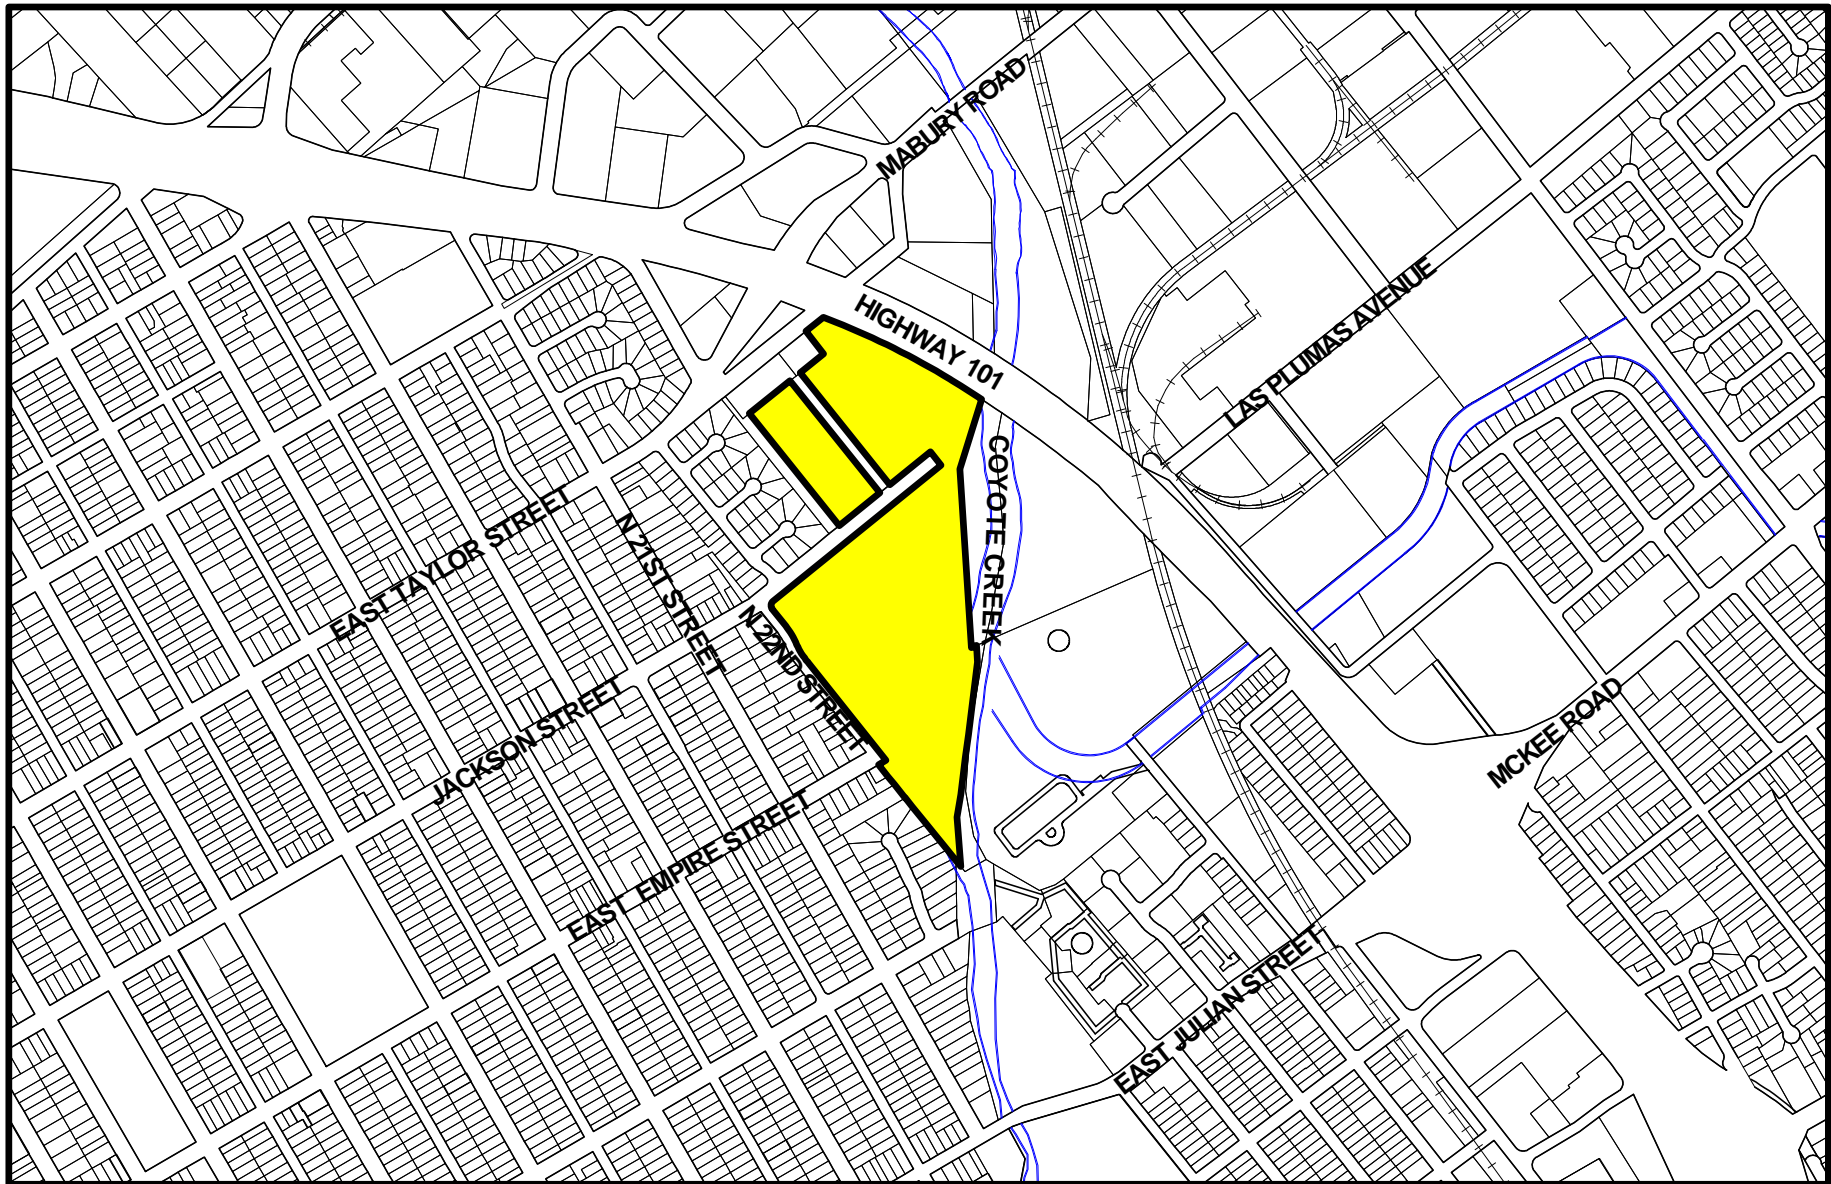 MABURY ROAD
HIGHWAY 101
LAS PLUMAS AVENUE
COYOTE CREEK
EAST TAYLOR STREET
N 21ST STREET
N 22ND STREET
JACKSON STREET
MCKEE ROAD
EAST EMPIRE STREET
EAST JULIAN STREET